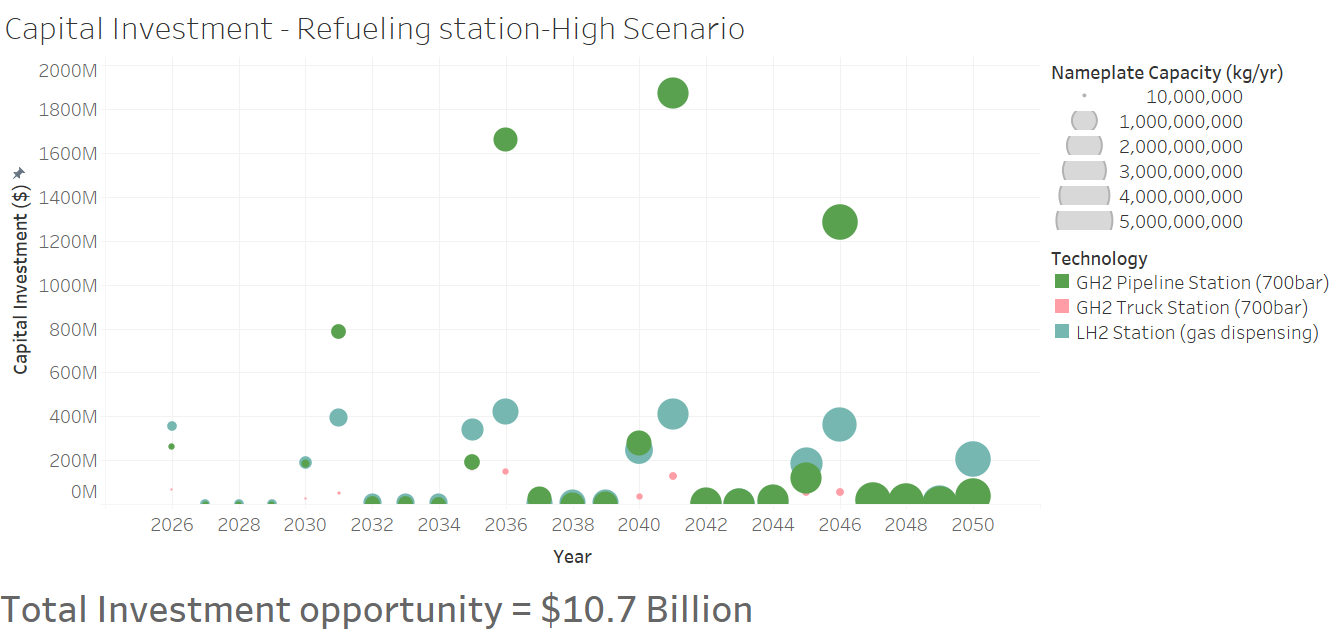 Capital Investment - Refueling station-High Scenario
2000M
1800M
1600M
1400M
1200M
1000M
800M
600M
400M
200M
0M
Capital Investment ($)
2026 2028 2030 2032 2034 2036 2038 2040 2042 2044 2046 2048 2050
Year
Nameplate Capacity (kg/yr)
10,000,000
1,000,000,000
2,000,000,000
3,000,000,000
4,000,000,000
5,000,000,000
Technology
GH2 Pipeline Station (700bar)
GH2 Truck Station (700bar)
LH2 Station (gas dispensing)
Total Investment opportunity = $10.7 Billion